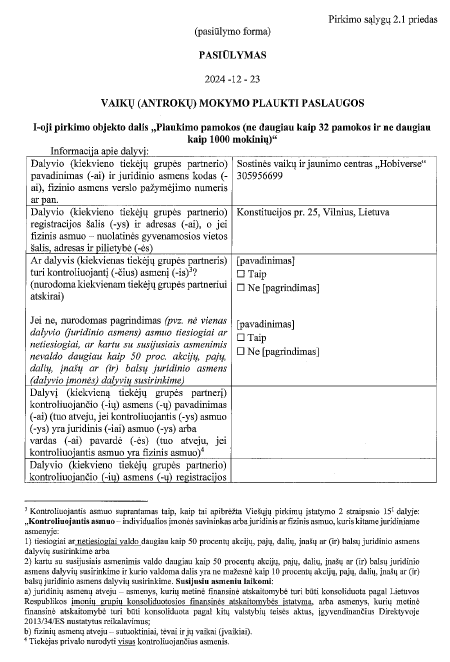 Pirkimo sąlygų 2.1 priedas
(pasiūlymo forma)
PASIŪLYMAS
2024 -12 - 23
VAIKŲ (ANTROKŲ) MOKYMO PLAUKTI PASLAUGOS
I-oji pirkimo objekto dalis „Plaukimo pamokos (ne daugiau kaip 32 pamokos ir ne daugiau
kaip 1000 mokinių)“
Informacija apie dalyvį:
Dalyvio (kiekvieno tiekėjų grupės partnerio)
pavadinimas (-ai) ir juridinio asmens kodas (-
ai), fizinio asmens verslo pažymėjimo numeris
ar pan.
Sostinės vaikų ir jaunimo centras „Hobiverse“
305956699
Dalyvio (kiekvieno tiekėjų grupės partnerio)
registracijos šalis (-ys) ir adresas (-ai), o jei
fizinis asmuo – nuolatinės gyvenamosios vietos
šalis, adresas ir pilietybė (-ės)
Konstitucijos pr. 25, Vilnius, Lietuva
Ar dalyvis (kiekvienas tiekėjų grupės partneris)
turi kontroliuojantį (-čius) asmenį (-is)³?
(nurodoma kiekvienam tiekėjų grupės partneriui
atskirai)
Jei ne, nurodomas pagrindimas (pvz. nė vienas
dalyvio (juridinio asmens) asmuo tiesiogiai ar
netiesiogiai, ar kartu su susijusiais asmenimis
nevaldo daugiau kaip 50 proc. akcijų, pajų,
dalių, įnašų ar (ir) balsų juridinio asmens
(dalyvio įmonės) dalyvių susirinkime)
[pavadinimas]
☐ Taip
☐ Ne [pagrindimas]
[pavadinimas]
☐ Taip
☐ Ne [pagrindimas]
Dalyvį (kiekvieną tiekėjų grupės partnerį)
kontroliuojančio (-ių) asmens (-ų) pavadinimas
(-ai) (tuo atveju, jei kontroliuojantis (-ys) asmuo
(-ys) yra juridinis (-iai) asmuo (-ys) arba
vardas (-ai) pavardė (-ės) (tuo atveju, jei
kontroliuojantis asmuo yra fizinis asmuo)⁴
Dalyvio (kiekvieno tiekėjų grupės partnerio)
kontroliuojančio (-ių) asmens (-ų) registracijos
³ Kontroliuojantis asmuo suprantamas taip, kaip tai apibrėžta Viešųjų pirkimų įstatymo 2 straipsnio 15¹ dalyje:
„Kontroliuojantis asmuo – individualios įmonės savininkas arba juridinis ar fizinis asmuo, kuris kitame juridiniame
asmenyje:
1) tiesiogiai ar netiesiogiai valdo daugiau kaip 50 procentų akcijų, pajų, dalių, įnašų ar (ir) balsų juridinio asmens
dalyvių susirinkime arba
2) kartu su susijusiais asmenimis valdo daugiau kaip 50 procentų akcijų, pajų, dalių, įnašų ar (ir) balsų juridinio
asmens dalyvių susirinkime ir kurio valdoma dalis yra ne mažesnė kaip 10 procentų akcijų, pajų, dalių, įnašų ar (ir)
balsų juridinio asmens dalyvių susirinkime. Susijusiu asmeniu laikomi:
a) juridinių asmenų atveju – asmenys, kurių metinė finansinė atskaitomybė turi būti konsoliduota pagal Lietuvos
Respublikos įmonių grupių konsoliduotosios finansinės atskaitomybės įstatymą, arba asmenys, kurių metinė
finansinė atskaitomybė turi būti konsoliduota pagal kitų valstybių teisės aktus, įgyvendinančius Direktyvoje
2013/34/ES nustatytus reikalavimus;
b) fizinių asmenų atveju – sutuoktiniai, tėvai ir jų vaikai (įvaikiai).
⁴ Tiekėjas privalo nurodyti visus kontroliuojančius asmenis.